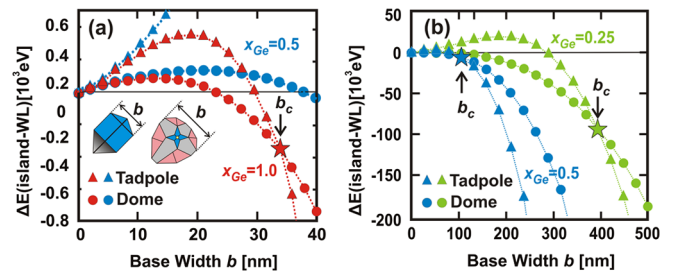 (a)
x_Ge=0.5
0.6
0.4
0.2
0
-0.2
-0.4
-0.6
-0.8
ΔE(island-WL)[10³eV]
b
b
b_c
x_Ge=1.0
Tadpole
Dome
0 10 20 30 40
Base Width b [nm]
(b)
x_Ge=0.25
50
0
-50
-100
-150
-200
ΔE(island-WL)[10³eV]
b_c
b_c
x_Ge=0.5
Tadpole
Dome
0 100 200 300 400 500
Base Width b [nm]